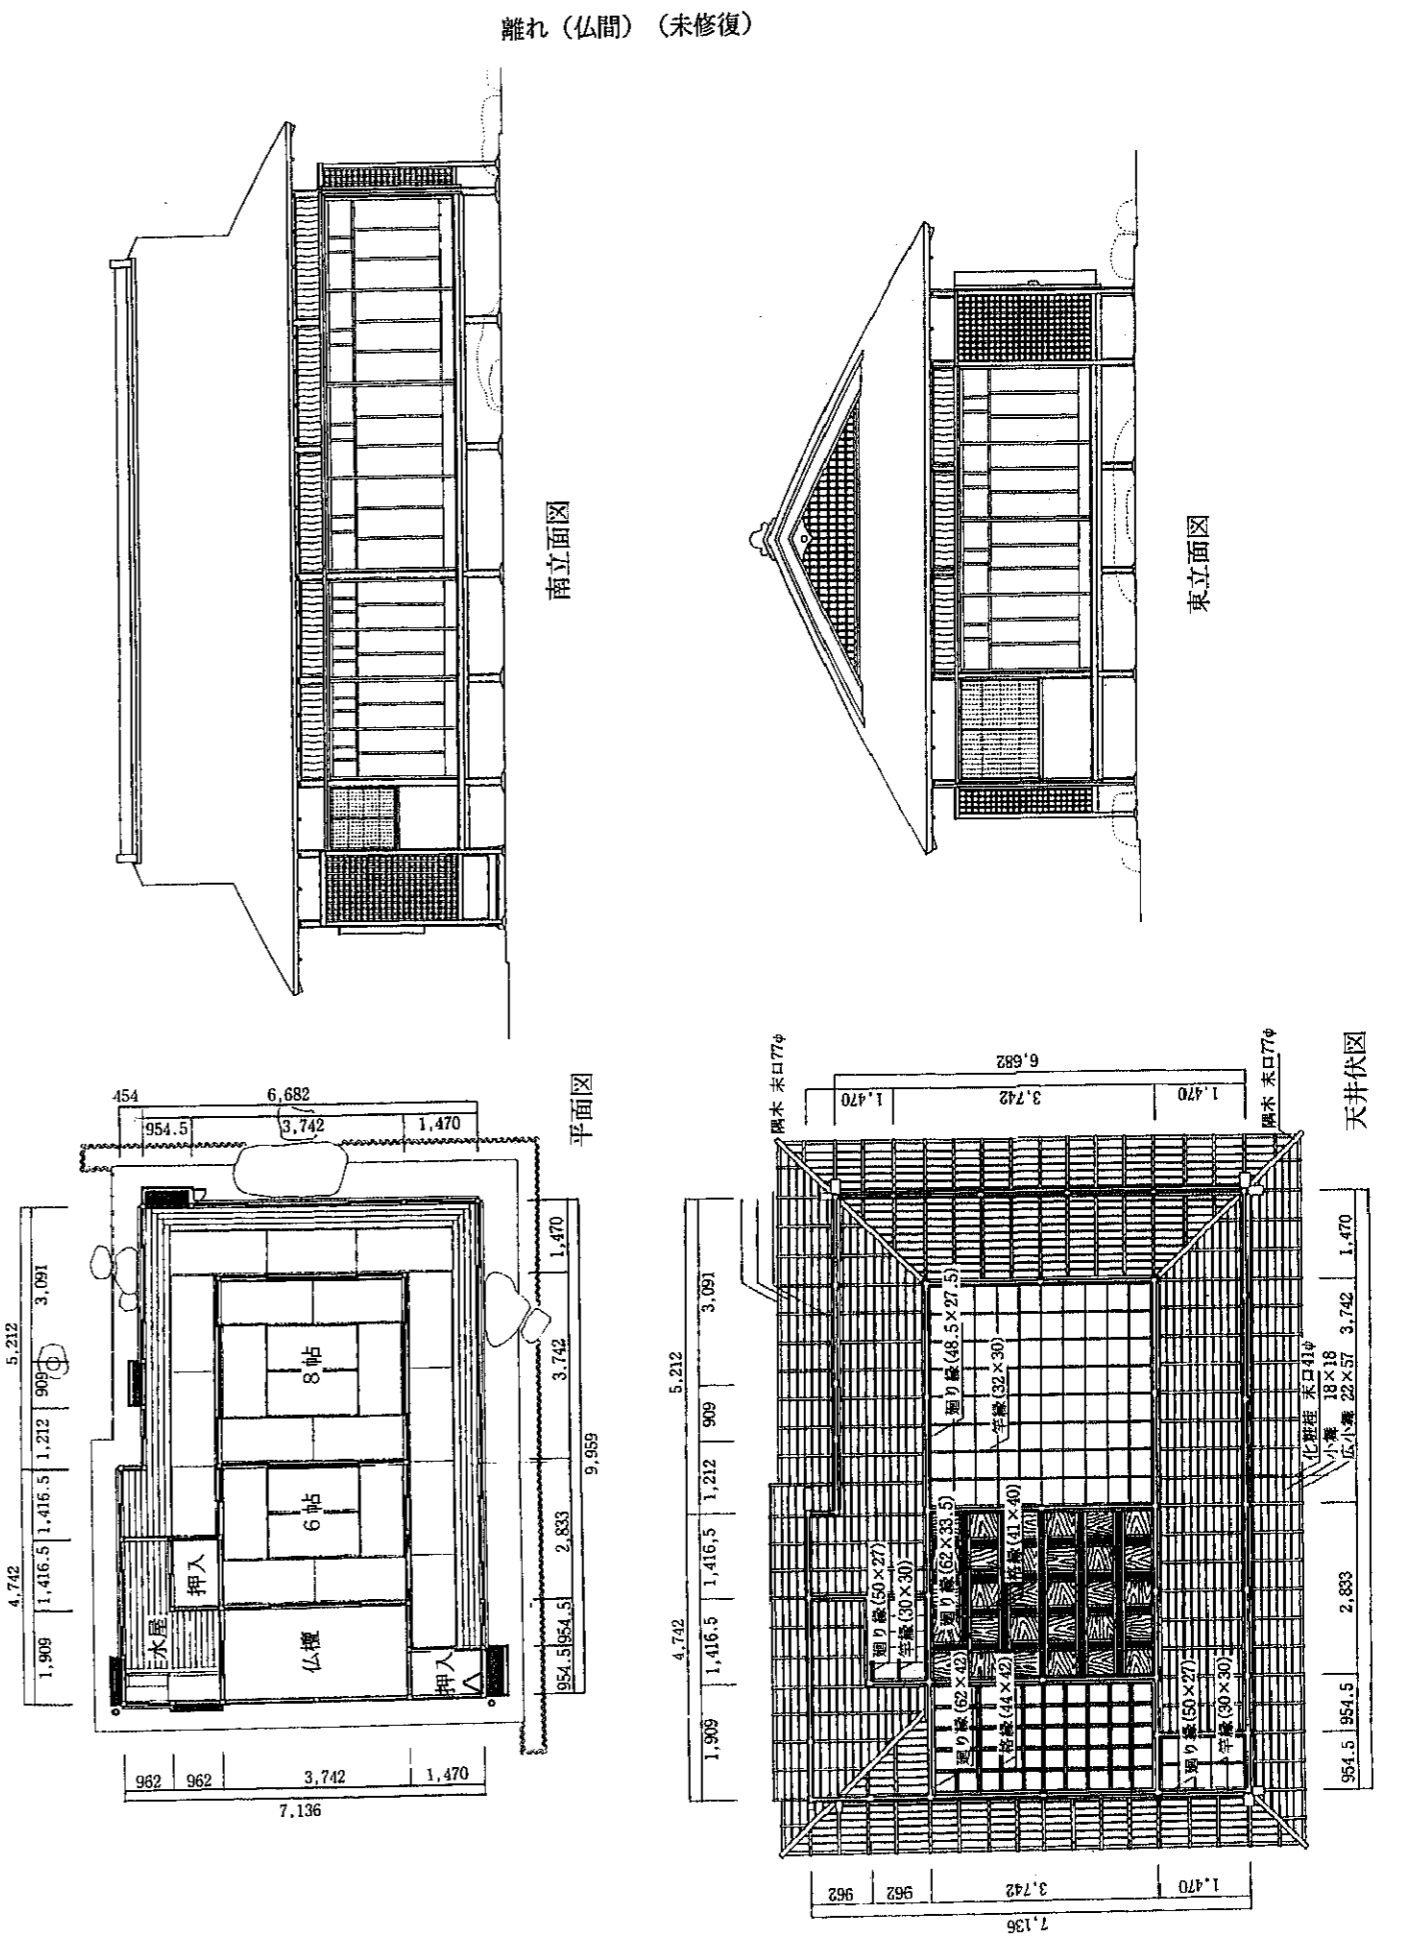 離れ（仏間）（未修復）
南立面図
東立面図
平面図
454
6,682
954.5
3,742
1,470
5,212
3,091
909
1,212
4,742
1,416.5
1,416.5
1,909
8帖
6帖
押入
水屋
仏檀
押入
1,470
3,742
9,959
2,833
954.5
954.5
962
962
3,742
1,470
7,136
天井伏図
隅木 末口77φ
隅木 末口77φ
6,682
1,470
3,742
1,470
5,212
3,091
909
1,212
4,742
1,416.5
1,416.5
1,909
廻り縁(48.5×27.5)
竿縁(32×30)
廻り縁(62×33.5)
格縁(41×40)
廻り縁(50×27)
竿縁(30×30)
廻り縁(62×42)
格縁(44×42)
廻り縁(50×27)
竿縁(30×30)
化粧桂 末口41φ
小舞 18×18
広小舞 22×57
1,470
3,742
2,833
954.5
954.5
962
962
3,742
1,470
7,136